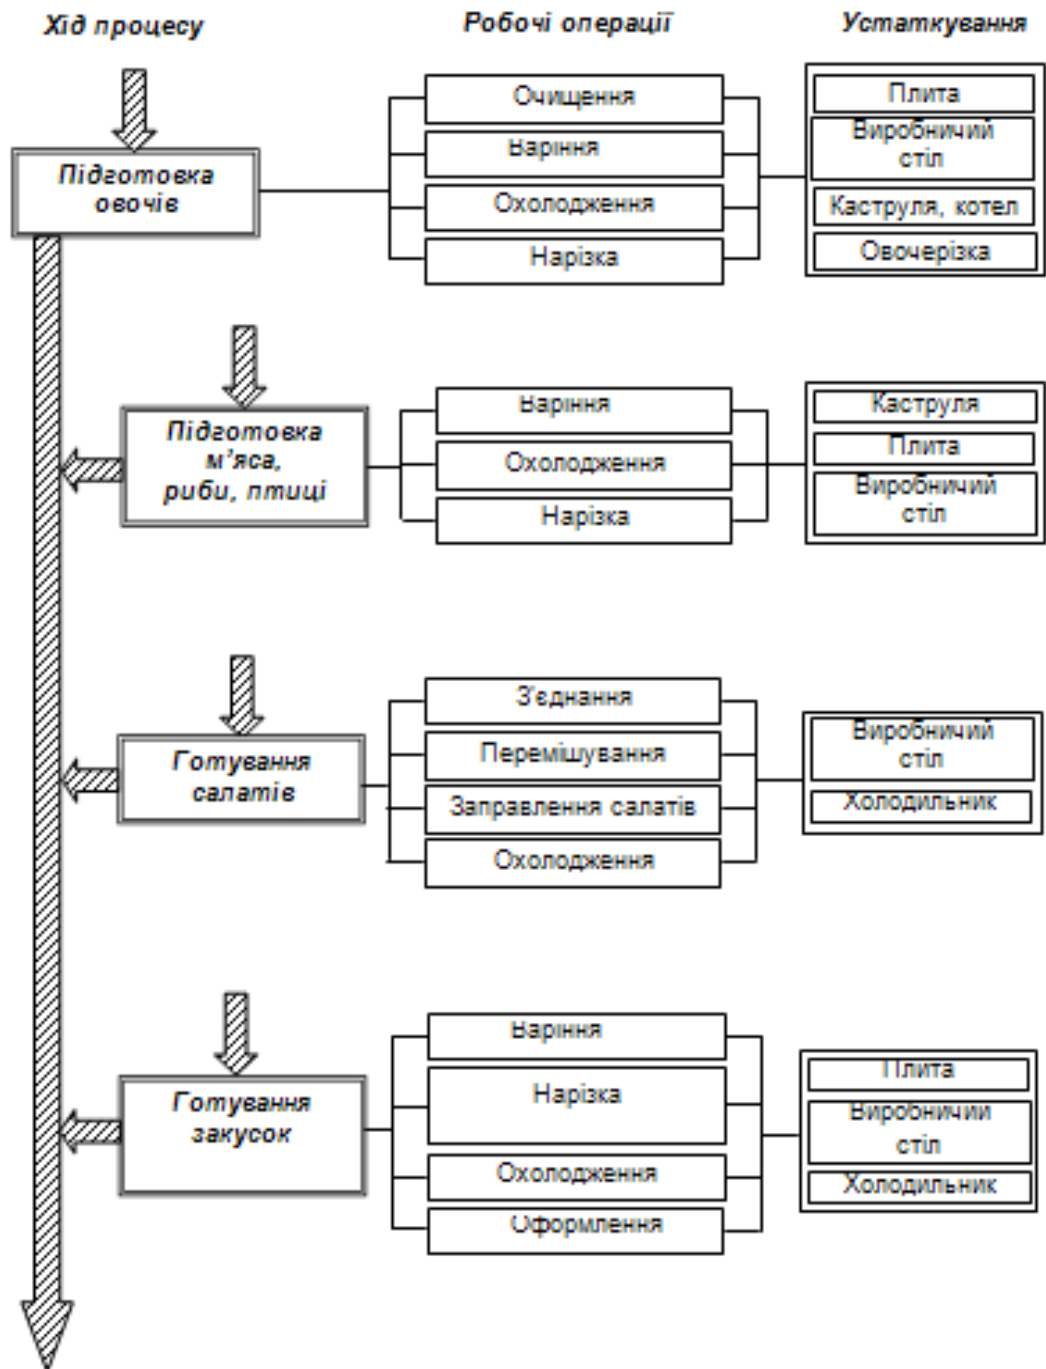 Хід процесу
Робочі операції
Устаткування
Підготовка
овочів
Очищення
Варіння
Охолодження
Нарізка
Плита
Виробничий
стіл
Каструля, котел
Овочерізка
Підготовка
м'яса,
риби, птиці
Варіння
Охолодження
Нарізка
Каструля
Плита
Виробничий
стіл
Готування
салатів
З'єднання
Перемішування
Заправлення салатів
Охолодження
Виробничий
стіл
Холодильник
Готування
закусок
Варіння
Нарізка
Охолодження
Оформлення
Плита
Виробничий
стіл
Холодильник